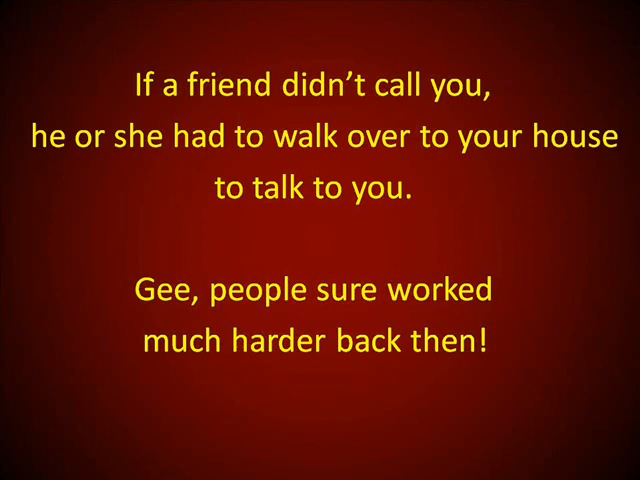 If a friend didn’t call you,
he or she had to walk over to your house
to talk to you.
Gee, people sure worked
much harder back then!